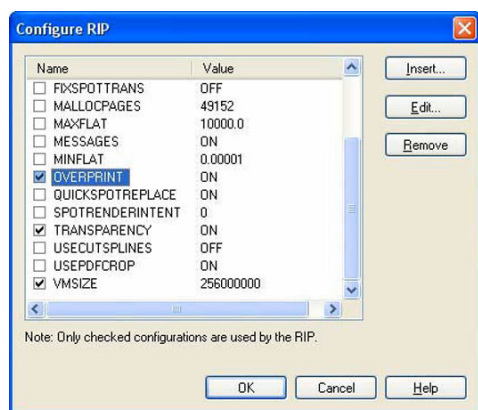 Configure RIP
Name Value
FIXSPOTTRANS OFF
MALLOCPAGES 49152
MAXFLAT 10000.0
MESSAGES ON
MINFLAT 0.00001
OVERPRINT ON
QUICKSPOTREPLACE ON
SPOTRENDERINTENT 0
TRANSPARENCY ON
USECUTSPLINES OFF
USEPDFCROP ON
VMSIZE 256000000
Insert...
Edit...
Remove
Note: Only checked configurations are used by the RIP.
OK Cancel Help